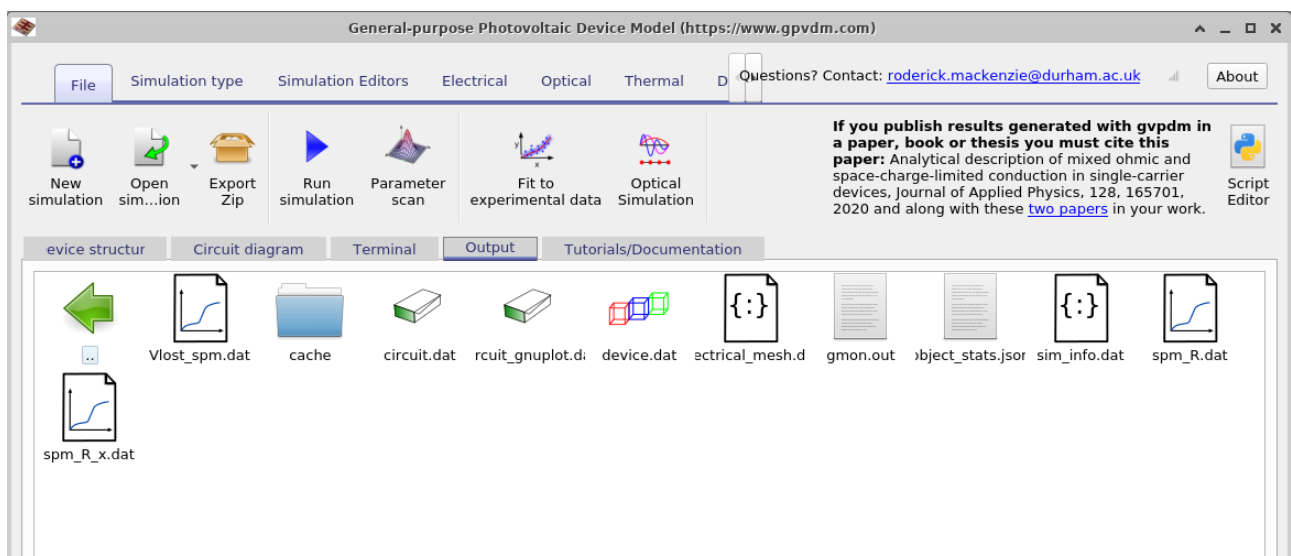 General-purpose Photovoltaic Device Model (https://www.gpvdm.com)
File Simulation type Simulation Editors Electrical Optical Thermal D Questions? Contact: roderick.mackenzie@durham.ac.uk About
New simulation
Open sim...ion
Export Zip
Run simulation
Parameter scan
Fit to experimental data
Optical Simulation
If you publish results generated with gvpdm in
a paper, book or thesis you must cite this
paper: Analytical description of mixed ohmic and
space-charge-limited conduction in single-carrier
devices, Journal of Applied Physics, 128, 165701,
2020 and along with these two papers in your work.
Script Editor
evice structur Circuit diagram Terminal Output Tutorials/Documentation
{:} {:}
.. Vlost_spm.dat cache circuit.dat rcuit_gnuplot.da device.dat ectrical_mesh.d gmon.out object_stats.json sim_info.dat spm_R.dat
spm_R_x.dat